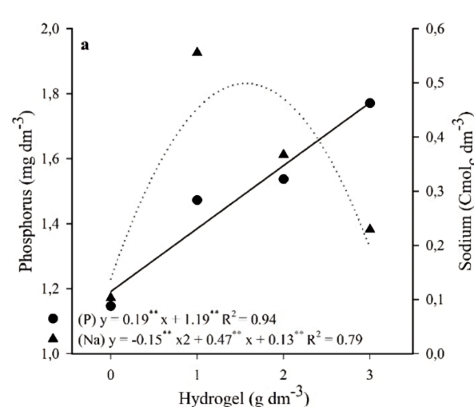 a
Phosphorus (mg dm⁻³)
2,0
1,8
1,6
1,4
1,2
1,0
0,6
0,5
0,4
0,3
0,2
0,1
0,0
Sodium (Cmolc dm⁻³)
(P) y = 0.19** x + 1.19** R² = 0.94
(Na) y = -0.15** x2 + 0.47** x + 0.13** R² = 0.79
0 1 2 3
Hydrogel (g dm⁻³)